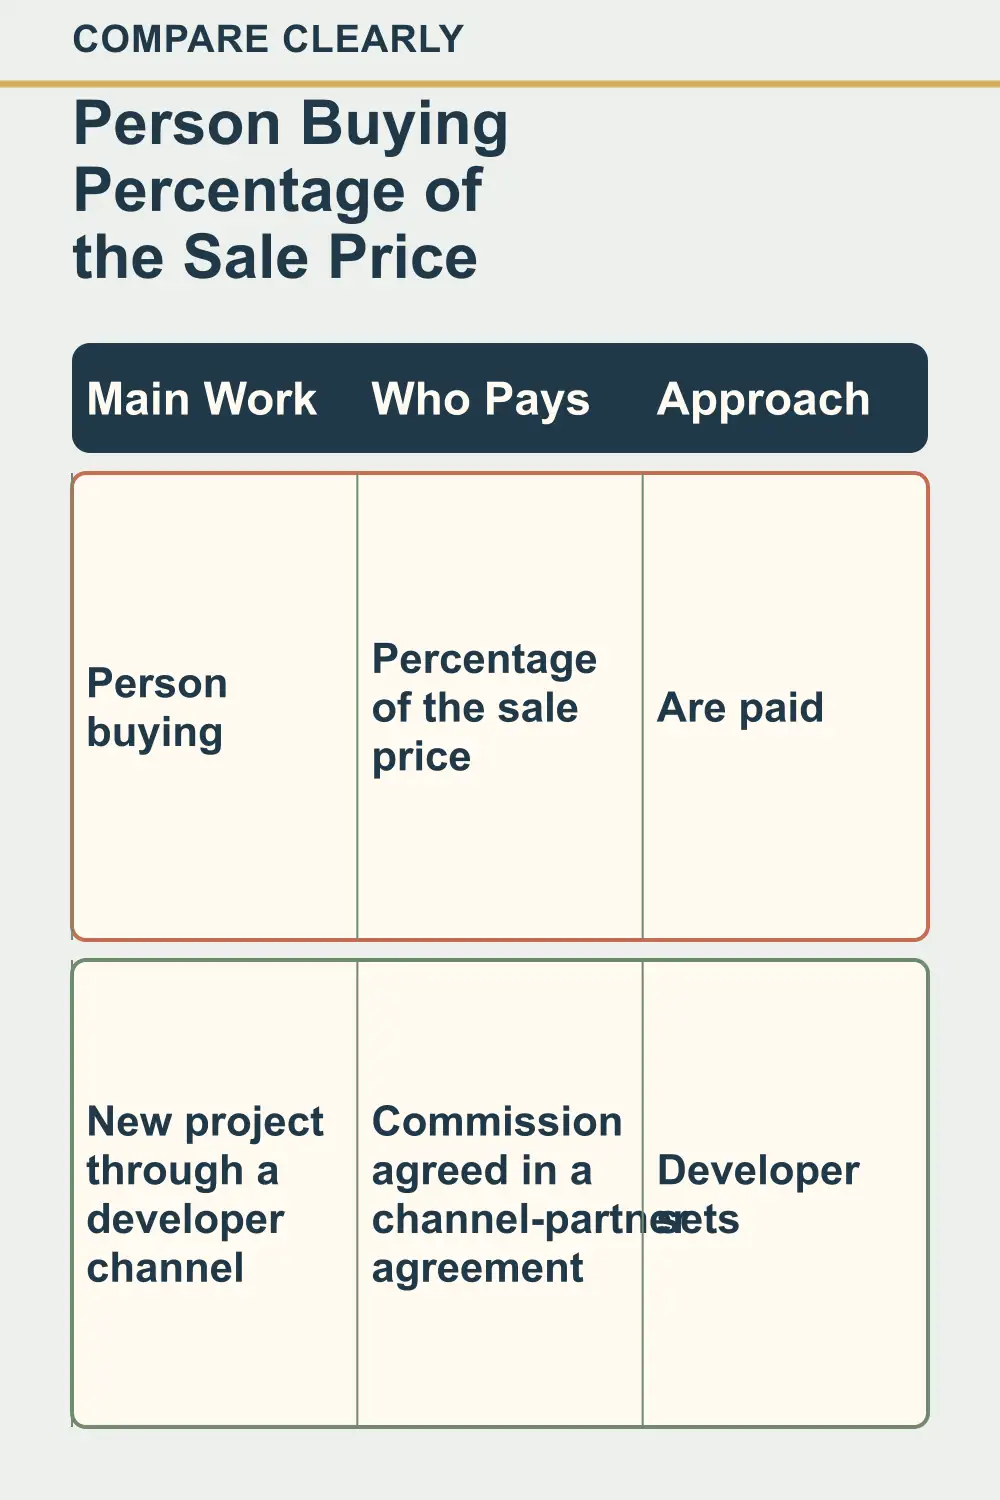 COMPARE CLEARLY
Person Buying
Percentage of
the Sale Price
Main Work Who Pays Approach
Person
buying
Percentage
of the sale
price
Are paid
New project
through a
developer
channel
Commission
agreed in a
channel-partner
agreement
Developer
sets